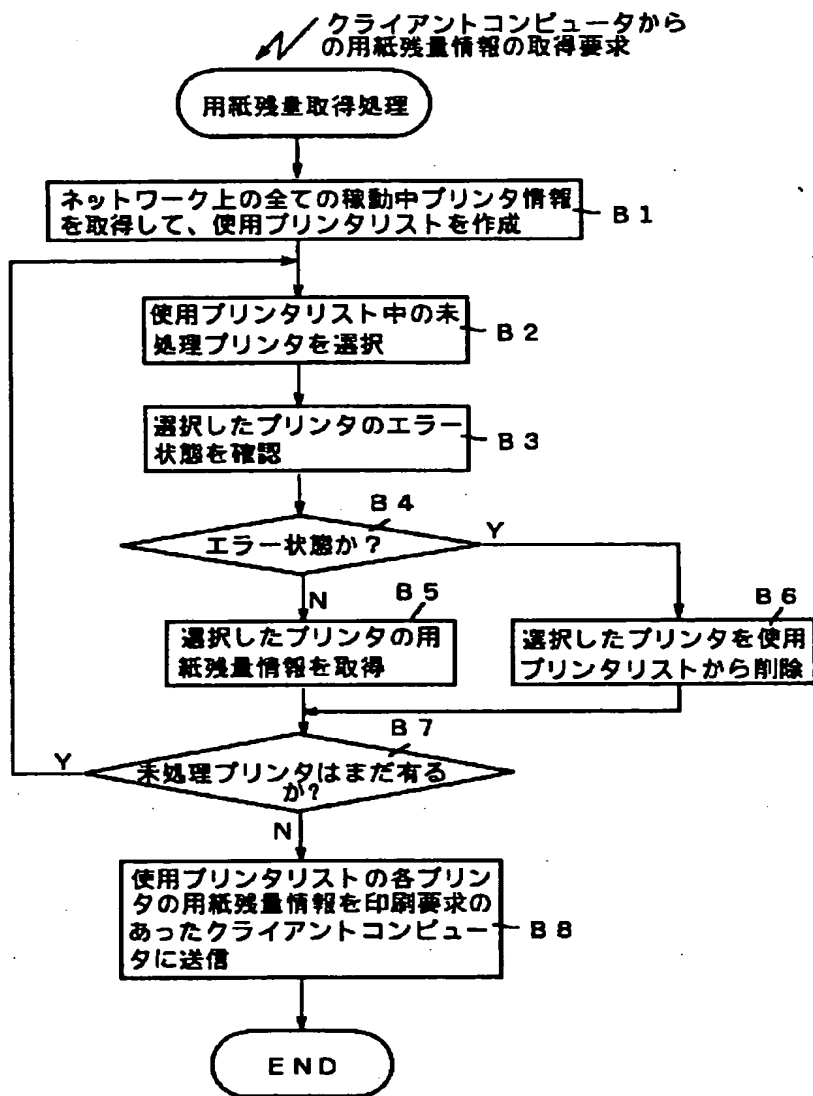 クライアントコンピュータから
の用紙残量情報の取得要求
用紙残量取得処理
ネットワーク上の全ての稼動中プリンタ情報
を取得して、使用プリンタリストを作成
B1
使用プリンタリスト中の未
処理プリンタを選択
B2
選択したプリンタのエラー
状態を確認
B3
B4
エラー状態か？
Y
N
B5
選択したプリンタの用
紙残量情報を取得
B6
選択したプリンタを使用
プリンタリストから削除
B7
Y
未処理プリンタはまだ有る
か？
N
使用プリンタリストの各プリン
タの用紙残量情報を印刷要求の
あったクライアントコンピュー
タに送信
B8
END